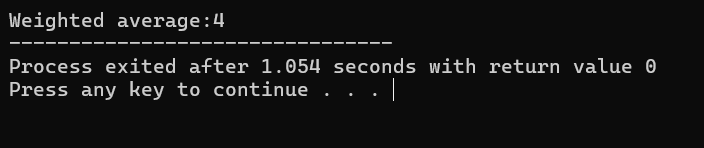 Weighted average:4
--------------------------------
Process exited after 1.054 seconds with return value 0
Press any key to continue . . .